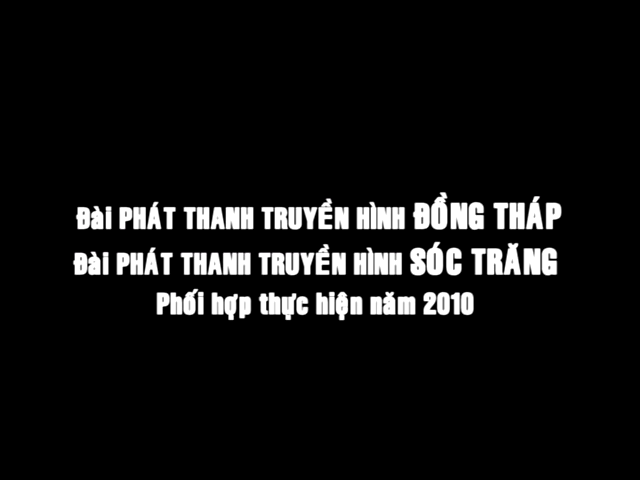 Đài PHÁT THANH TRUYỀN HÌNH ĐỒNG THÁP
Đài PHÁT THANH TRUYỀN HÌNH SÓC TRĂNG
Phối hợp thực hiện năm 2010